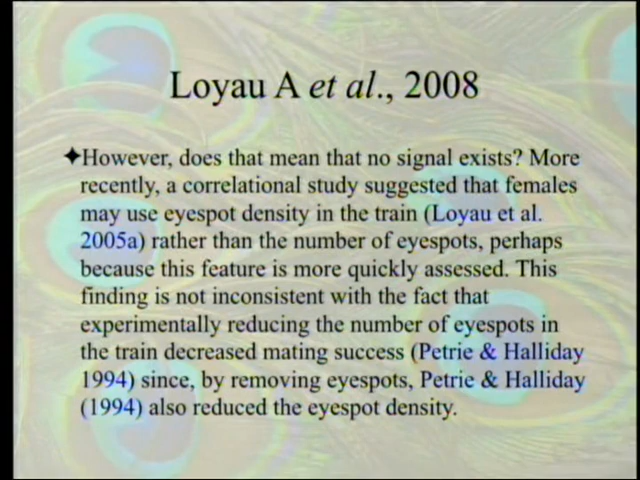 Loyau A et al., 2008
✦However, does that mean that no signal exists? More
recently, a correlational study suggested that females
may use eyespot density in the train (Loyau et al.
2005a) rather than the number of eyespots, perhaps
because this feature is more quickly assessed. This
finding is not inconsistent with the fact that
experimentally reducing the number of eyespots in
the train decreased mating success (Petrie & Halliday
1994) since, by removing eyespots, Petrie & Halliday
(1994) also reduced the eyespot density.